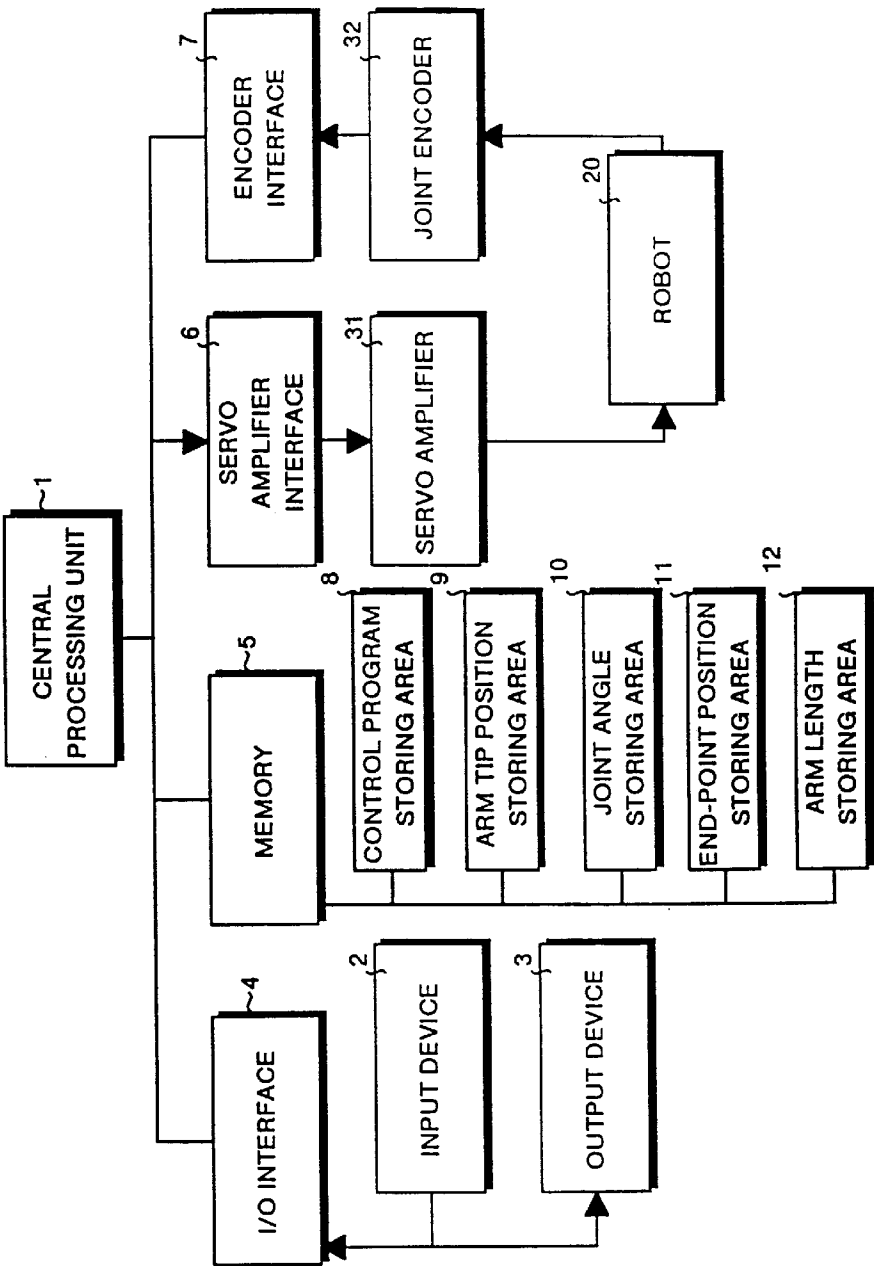 CENTRAL
PROCESSING UNIT
1
I/O INTERFACE
4
MEMORY
5
SERVO
AMPLIFIER
INTERFACE
6
ENCODER
INTERFACE
7
INPUT DEVICE
2
OUTPUT DEVICE
3
CONTROL PROGRAM
STORING AREA
8
ARM TIP POSITION
STORING AREA
9
JOINT ANGLE
STORING AREA
10
END-POINT POSITION
STORING AREA
11
ARM LENGTH
STORING AREA
12
SERVO AMPLIFIER
31
JOINT ENCODER
32
ROBOT
20